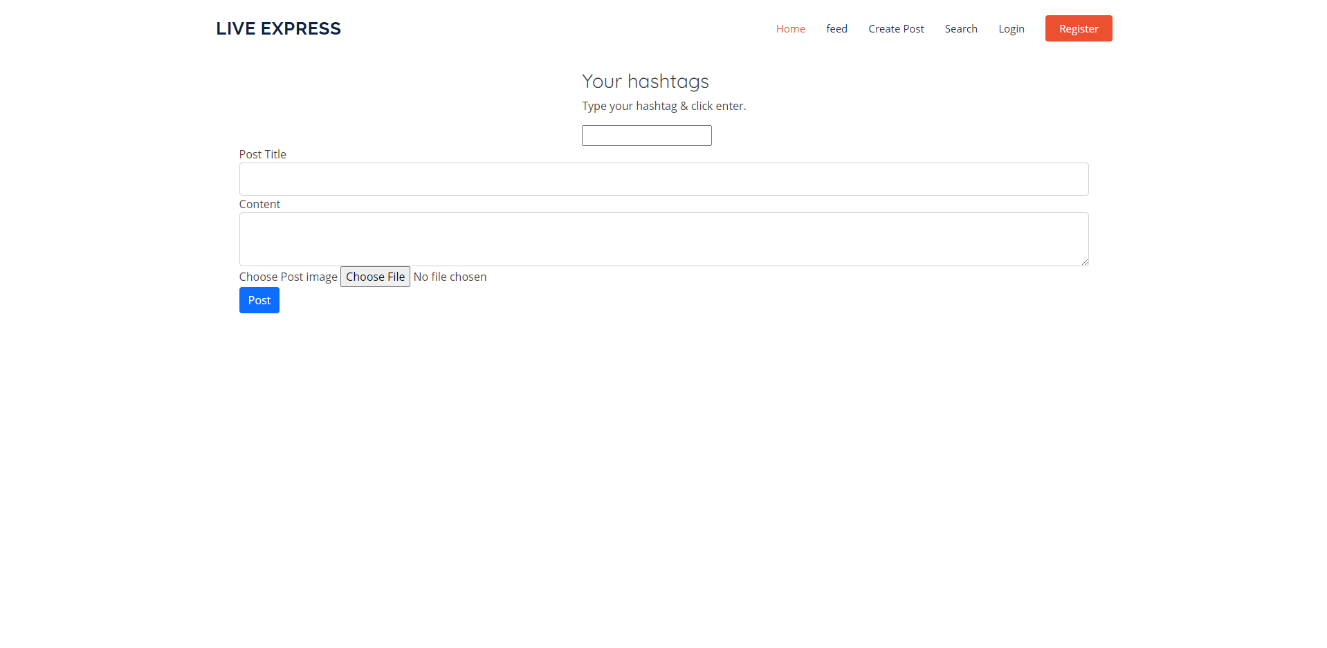 LIVE EXPRESS
Home feed Create Post Search Login Register
Your hashtags
Type your hashtag & click enter.
Post Title
Content
Choose Post image Choose File No file chosen
Post